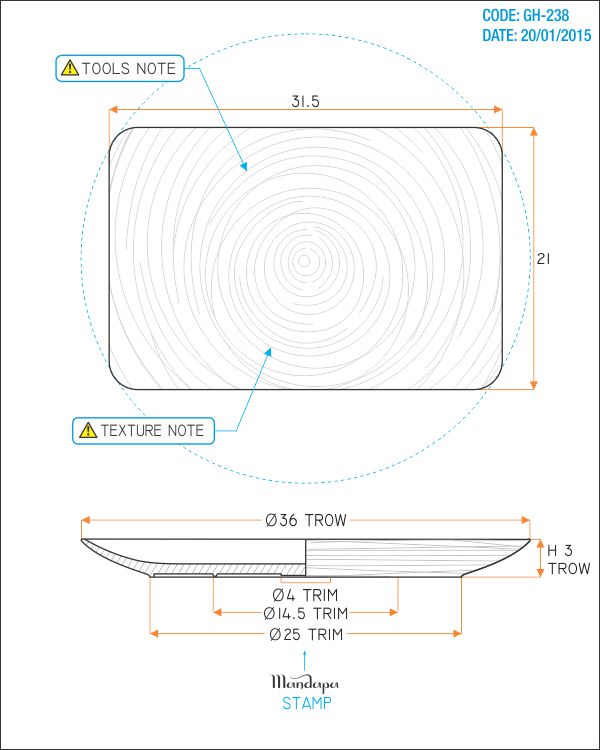 CODE: GH-238
DATE: 20/01/2015
TOOLS NOTE
31.5
21
TEXTURE NOTE
Ø36 TROW
H 3
TROW
Ø4 TRIM
Ø14.5 TRIM
Ø25 TRIM
Mandapa
STAMP